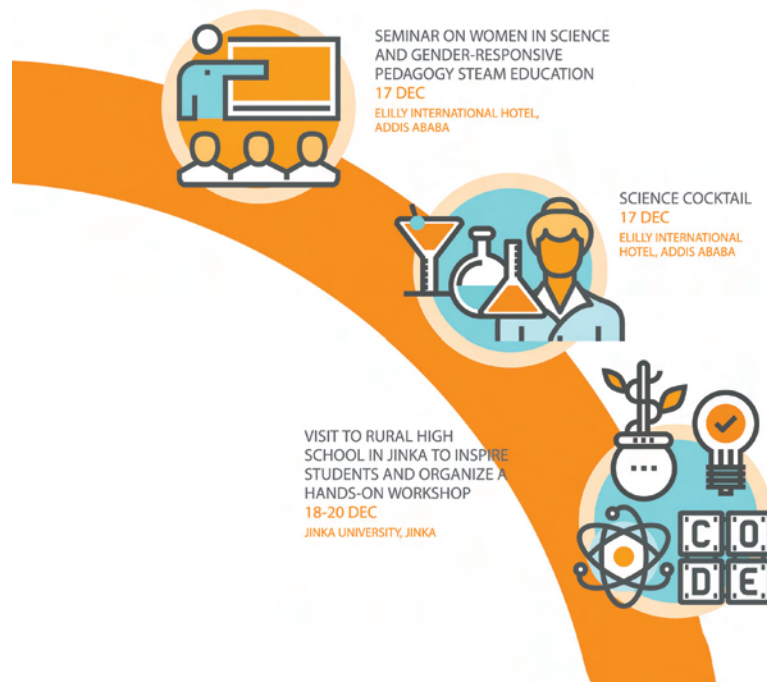 SEMINAR ON WOMEN IN SCIENCE
AND GENDER-RESPONSIVE
PEDAGOGY STEAM EDUCATION
17 DEC
ELILLY INTERNATIONAL HOTEL,
ADDIS ABABA
SCIENCE COCKTAIL
17 DEC
ELILLY INTERNATIONAL
HOTEL, ADDIS ABABA
VISIT TO RURAL HIGH
SCHOOL IN JINKA TO INSPIRE
STUDENTS AND ORGANIZE A
HANDS-ON WORKSHOP
18-20 DEC
JINKA UNIVERSITY, JINKA
CO
DE